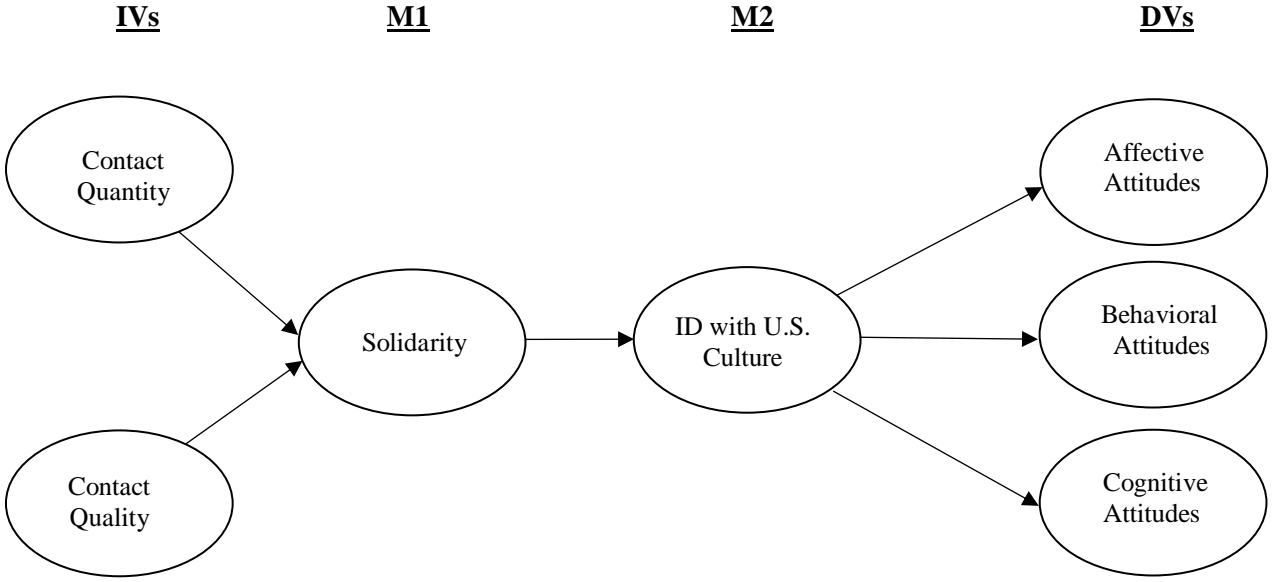 IVs
M1
M2
DVs
Contact
Quantity
Affective
Attitudes
Solidarity
ID with U.S.
Culture
Behavioral
Attitudes
Contact
Quality
Cognitive
Attitudes